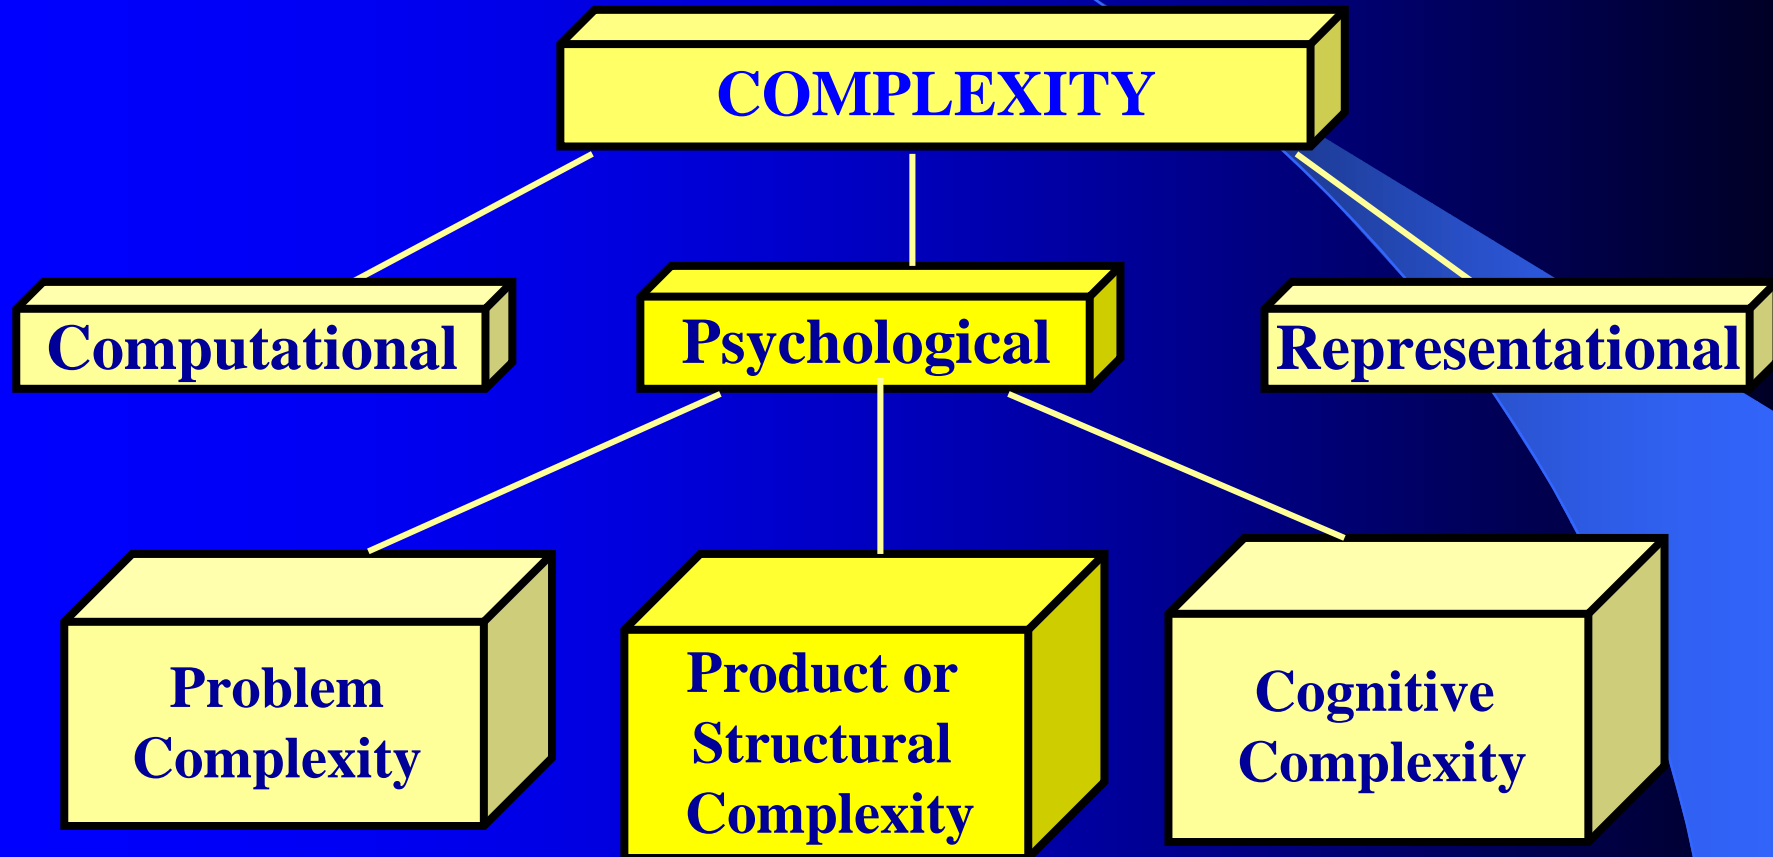 COMPLEXITY
Computational
Psychological
Representational
Problem
Complexity
Product or
Structural
Complexity
Cognitive
Complexity